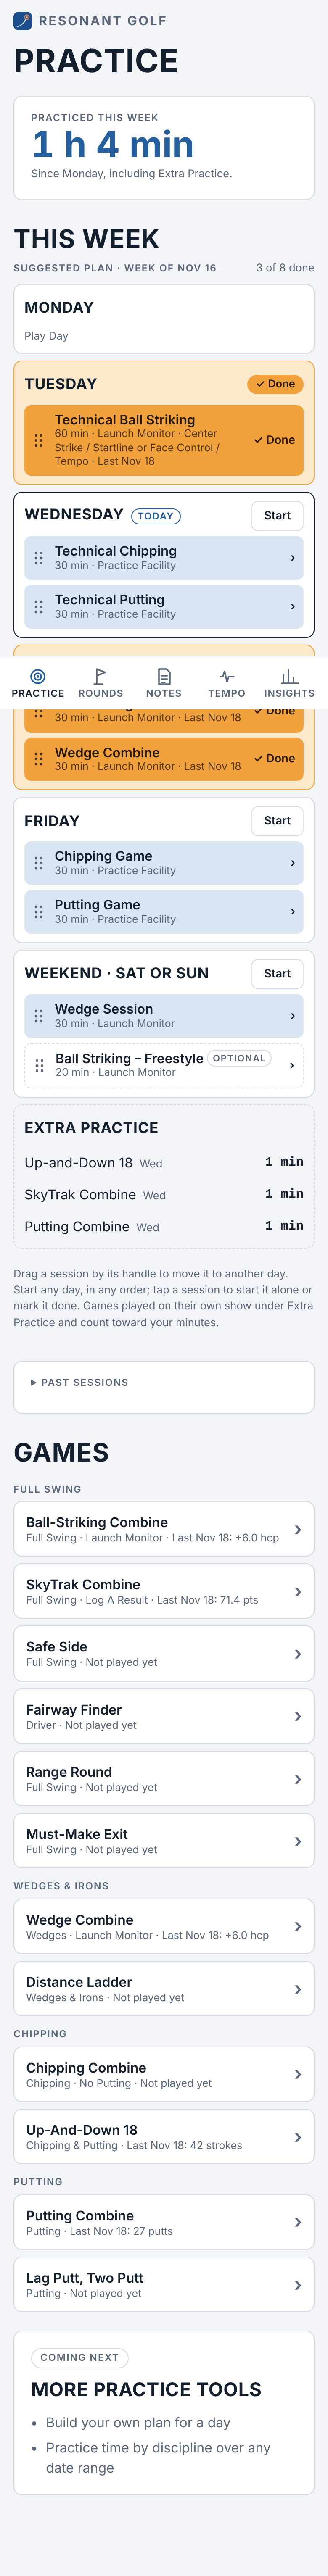 RESONANT GOLF
PRACTICE
PRACTICED THIS WEEK
1 h 4 min
Since Monday, including Extra Practice.
THIS WEEK
SUGGESTED PLAN · WEEK OF NOV 16
3 of 8 done
MONDAY
Play Day
TUESDAY
✓ Done
Technical Ball Striking
60 min · Launch Monitor · Center
Strike / Startline or Face Control /
Tempo · Last Nov 18
✓ Done
WEDNESDAY
TODAY
Start
Technical Chipping
30 min · Practice Facility
›
Technical Putting
30 min · Practice Facility
›
PRACTICE
ROUNDS
NOTES
TEMPO
INSIGHTS
30 min · Launch Monitor · Last Nov 18
✓ Done
Wedge Combine
30 min · Launch Monitor · Last Nov 18
✓ Done
FRIDAY
Start
Chipping Game
30 min · Practice Facility
›
Putting Game
30 min · Practice Facility
›
WEEKEND · SAT OR SUN
Start
Wedge Session
30 min · Launch Monitor
›
Ball Striking – Freestyle
OPTIONAL
20 min · Launch Monitor
›
EXTRA PRACTICE
Up-and-Down 18 Wed
1 min
SkyTrak Combine Wed
1 min
Putting Combine Wed
1 min
Drag a session by its handle to move it to another day.
Start any day, in any order; tap a session to start it alone or
mark it done. Games played on their own show under Extra
Practice and count toward your minutes.
▸ PAST SESSIONS
GAMES
FULL SWING
Ball-Striking Combine
Full Swing · Launch Monitor · Last Nov 18: +6.0 hcp
›
SkyTrak Combine
Full Swing · Log A Result · Last Nov 18: 71.4 pts
›
Safe Side
Full Swing · Not played yet
›
Fairway Finder
Driver · Not played yet
›
Range Round
Full Swing · Not played yet
›
Must-Make Exit
Full Swing · Not played yet
›
WEDGES & IRONS
Wedge Combine
Wedges · Launch Monitor · Last Nov 18: +6.0 hcp
›
Distance Ladder
Wedges & Irons · Not played yet
›
CHIPPING
Chipping Combine
Chipping · No Putting · Not played yet
›
Up-And-Down 18
Chipping & Putting · Last Nov 18: 42 strokes
›
PUTTING
Putting Combine
Putting · Last Nov 18: 27 putts
›
Lag Putt, Two Putt
Putting · Not played yet
›
COMING NEXT
MORE PRACTICE TOOLS
• Build your own plan for a day
• Practice time by discipline over any
date range